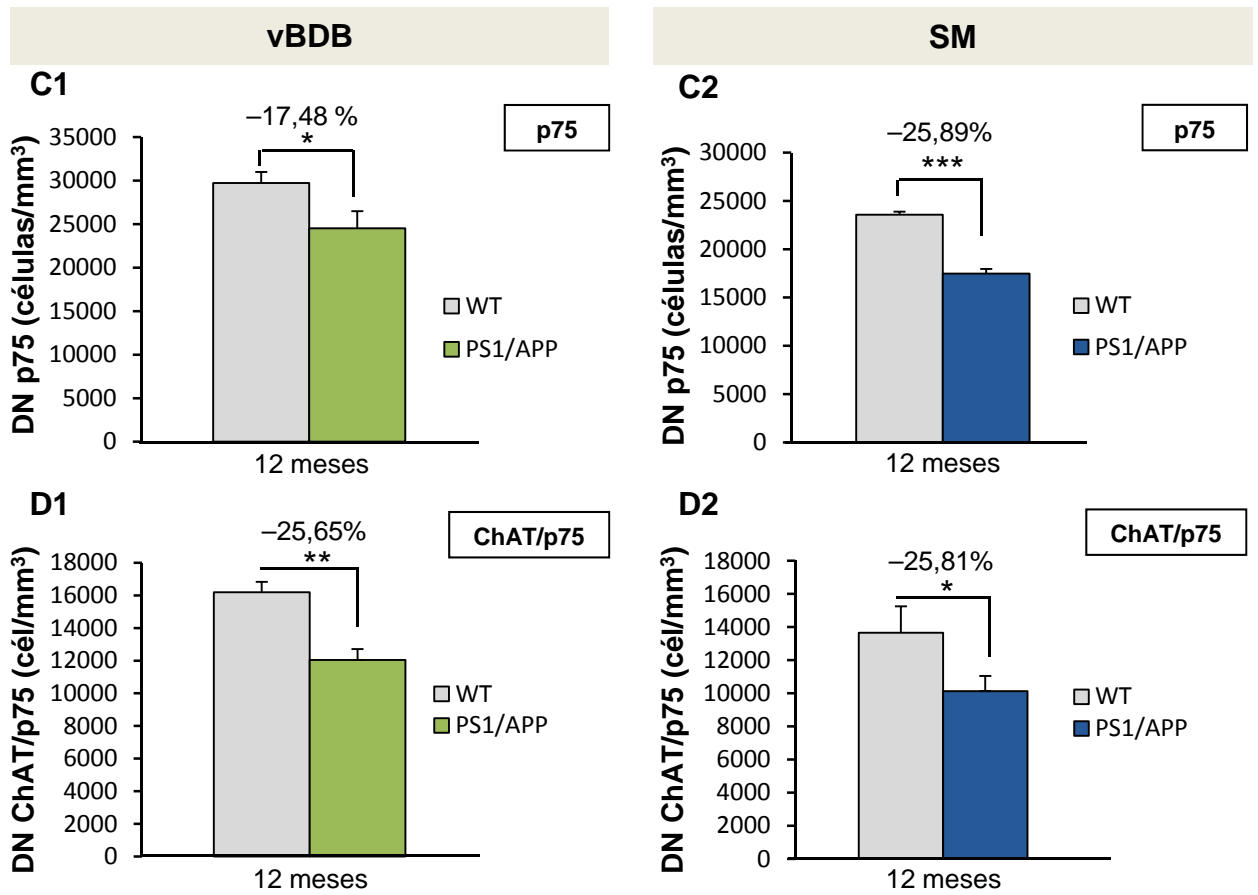 vBDB
SM
C1
–17,48 %
*
p75
DN p75 (células/mm³)
35000
30000
25000
20000
15000
10000
5000
0
WT
PS1/APP
12 meses
C2
–25,89%
***
p75
DN p75 (células/mm³)
30000
25000
20000
15000
10000
5000
0
WT
PS1/APP
12 meses
D1
–25,65%
**
ChAT/p75
DN ChAT/p75 (cél/mm³)
18000
16000
14000
12000
10000
8000
6000
4000
2000
0
WT
PS1/APP
12 meses
D2
–25,81%
*
ChAT/p75
DN ChAT/p75 (cél/mm³)
18000
16000
14000
12000
10000
8000
6000
4000
2000
0
WT
PS1/APP
12 meses